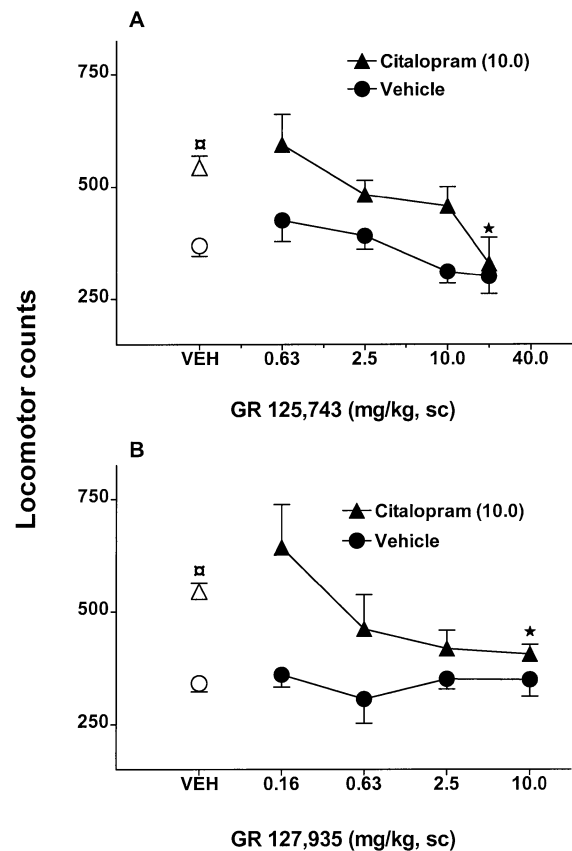 A
750
500
250
¤
★
Citalopram (10.0)
Vehicle
VEH 0.63 2.5 10.0 40.0
GR 125,743 (mg/kg, sc)
Locomotor counts
B
750
500
250
¤
★
Citalopram (10.0)
Vehicle
VEH 0.16 0.63 2.5 10.0
GR 127,935 (mg/kg, sc)